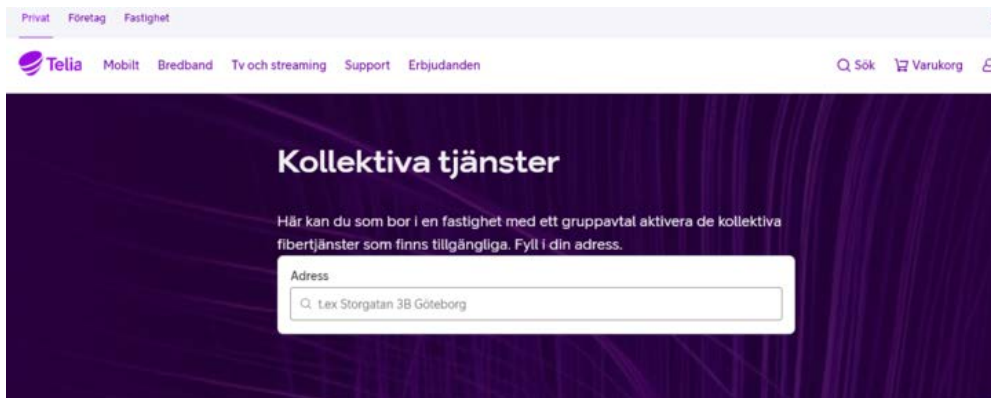 Privat Företag Fastighet
Telia Mobilt Bredband Tv och streaming Support Erbjudanden Sök Varukorg
Kollektiva tjänster
Här kan du som bor i en fastighet med ett gruppavtal aktivera de kollektiva
fibertjänster som finns tillgängliga. Fyll i din adress.
Adress
t.ex Storgatan 3B Göteborg